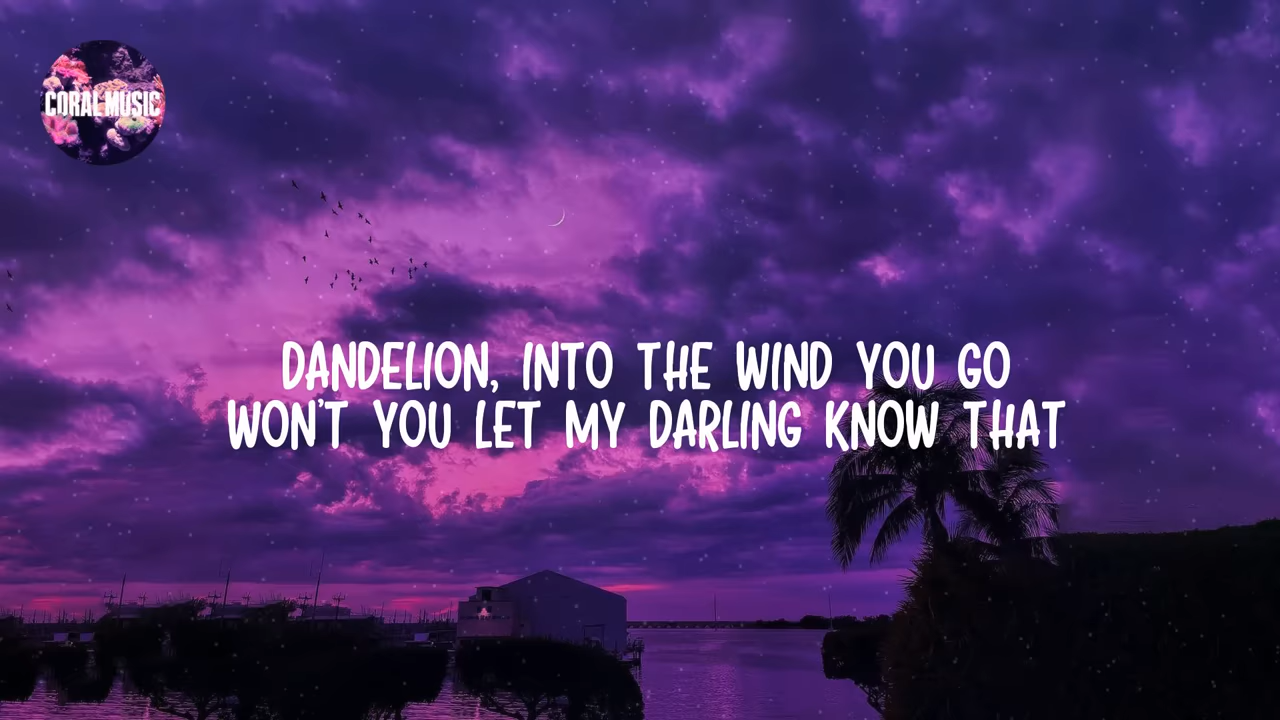 CORAL MUSIC
DANDELION, INTO THE WIND YOU GO
WON'T YOU LET MY DARLING KNOW THAT